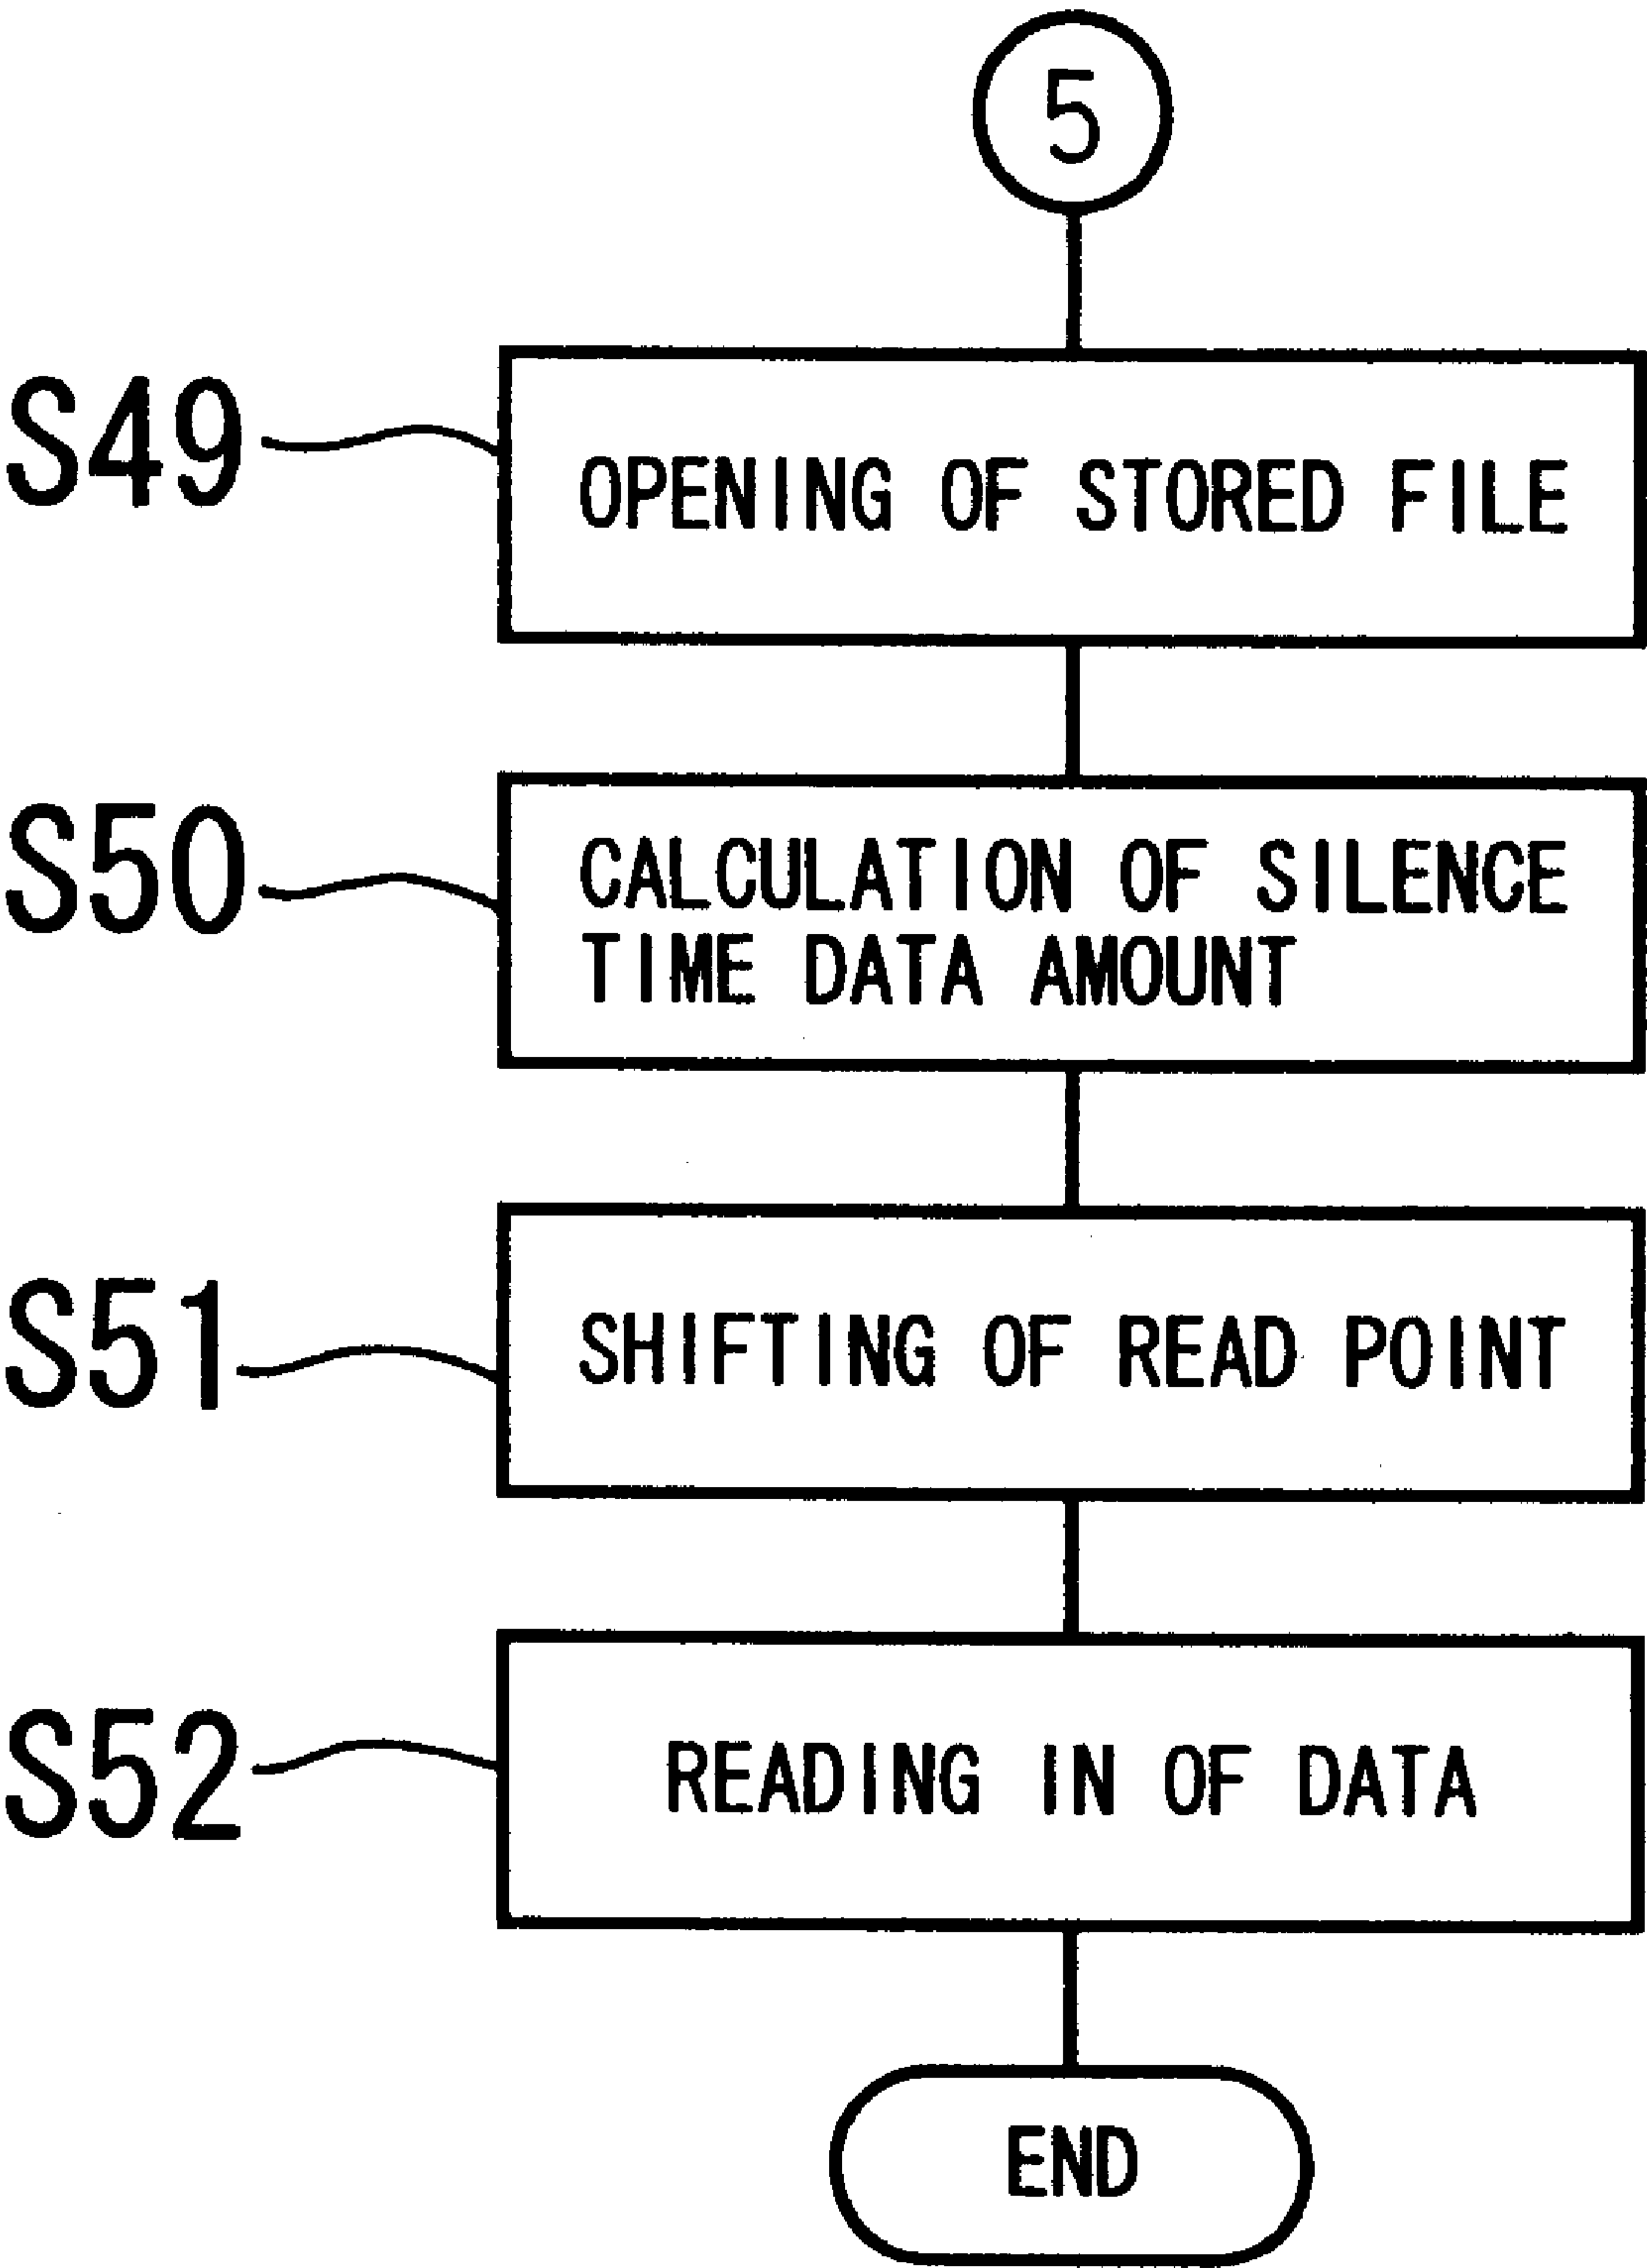 5
S49
OPENING OF STORED FILE
S50
CALCULATION OF SILENCE
TIME DATA AMOUNT
S51
SHIFTING OF READ POINT
S52
READING IN OF DATA
END